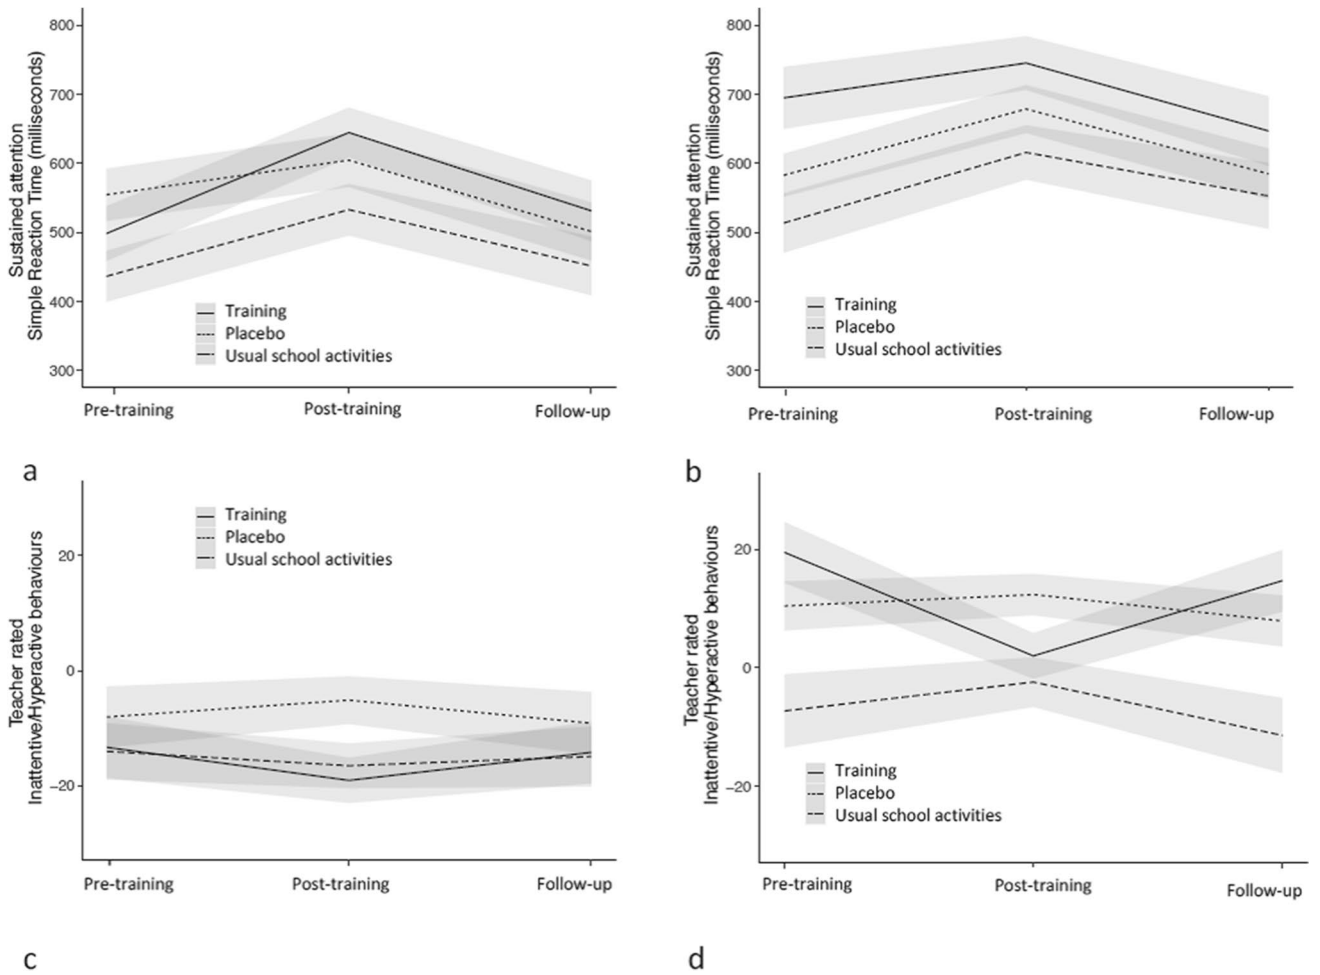 Sustained attention
Simple Reaction Time (milliseconds)
800
700
600
500
400
300
Training
Placebo
Usual school activities
Pre-training
Post-training
Follow-up
a
Sustained attention
Simple Reaction Time (milliseconds)
800
700
600
500
400
300
Training
Placebo
Usual school activities
Pre-training
Post-training
Follow-up
b
Teacher rated
Inattentive/Hyperactive behaviours
20
0
−20
Training
Placebo
Usual school activities
Pre-training
Post-training
Follow-up
c
Teacher rated
Inattentive/Hyperactive behaviours
20
0
−20
Training
Placebo
Usual school activities
Pre-training
Post-training
Follow-up
d